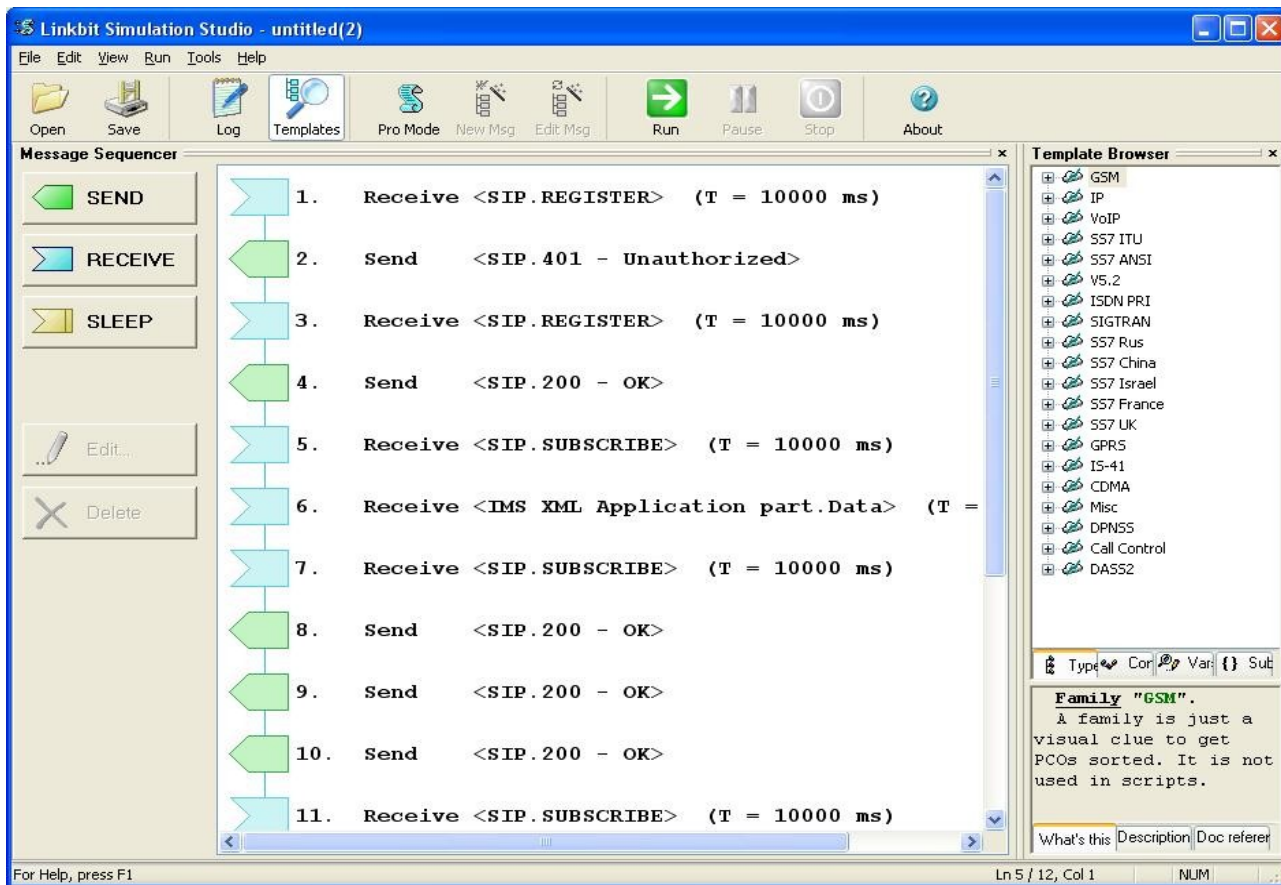 Linkbit Simulation Studio - untitled(2)
File Edit View Run Tools Help
Open Save Log Templates Pro Mode New Msg Edit Msg Run Pause Stop About
Message Sequencer
SEND
RECEIVE
SLEEP
Edit...
Delete
1. Receive <SIP.REGISTER> (T = 10000 ms)
2. Send <SIP.401 - Unauthorized>
3. Receive <SIP.REGISTER> (T = 10000 ms)
4. Send <SIP.200 - OK>
5. Receive <SIP.SUBSCRIBE> (T = 10000 ms)
6. Receive <IMS XML Application part.Data> (T =
7. Receive <SIP.SUBSCRIBE> (T = 10000 ms)
8. Send <SIP.200 - OK>
9. Send <SIP.200 - OK>
10. Send <SIP.200 - OK>
11. Receive <SIP.SUBSCRIBE> (T = 10000 ms)
Template Browser
GSM
IP
VoIP
SS7 ITU
SS7 ANSI
V5.2
ISDN PRI
SIGTRAN
SS7 Rus
SS7 China
SS7 Israel
SS7 France
SS7 UK
GPRS
IS-41
CDMA
Misc
DPNSS
Call Control
DASS2
Type Cor Var {} Sub
Family "GSM".
A family is just a
visual clue to get
PCOs sorted. It is not
used in scripts.
What's this Description Doc referer
For Help, press F1
Ln 5 / 12, Col 1 NUM